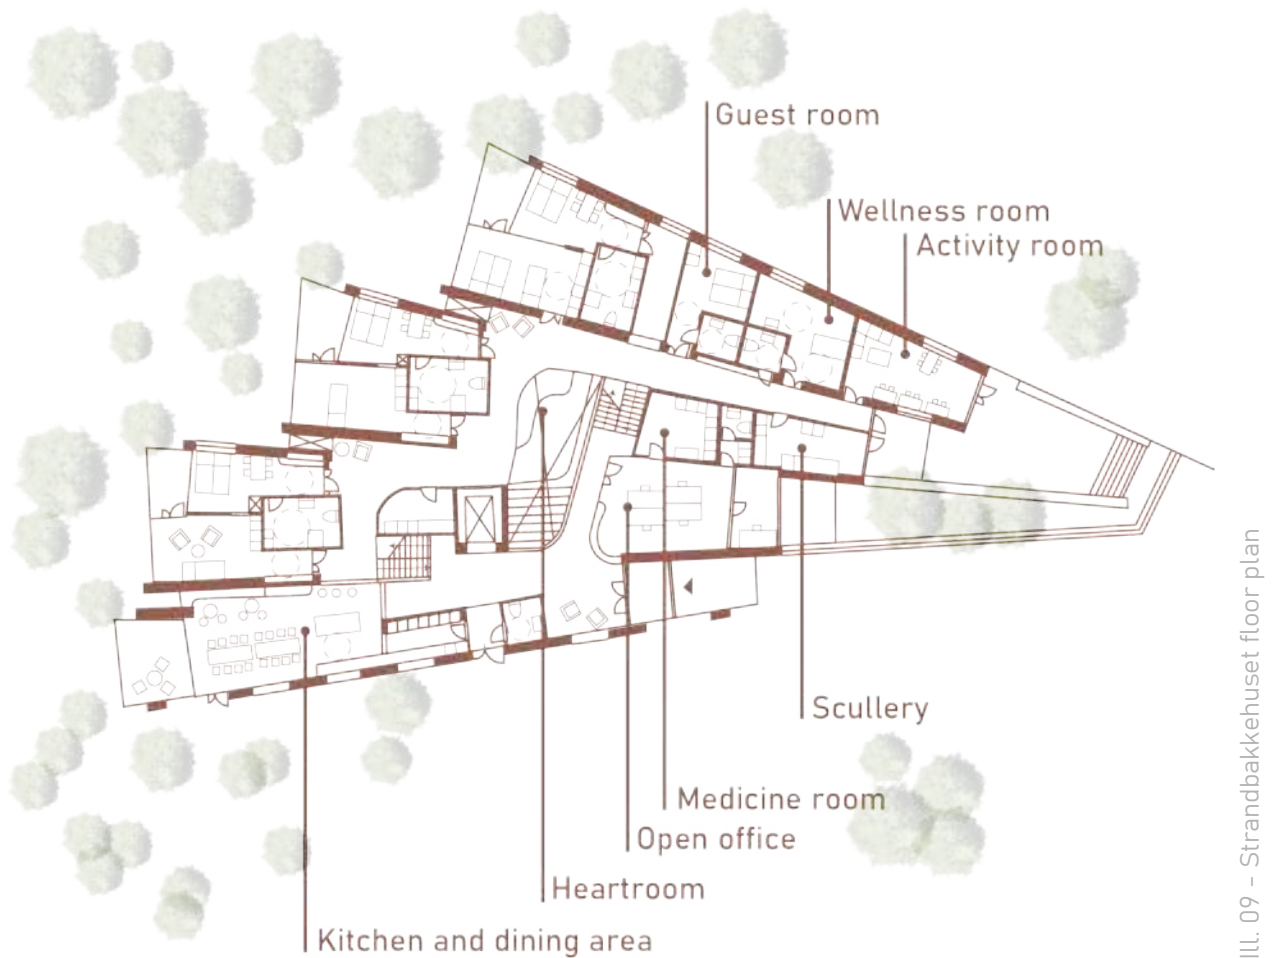 Guest room
Wellness room
Activity room
Scullery
Medicine room
Open office
Heartroom
Kitchen and dining area
Ill. 09 - Strandbakkehuset floor plan